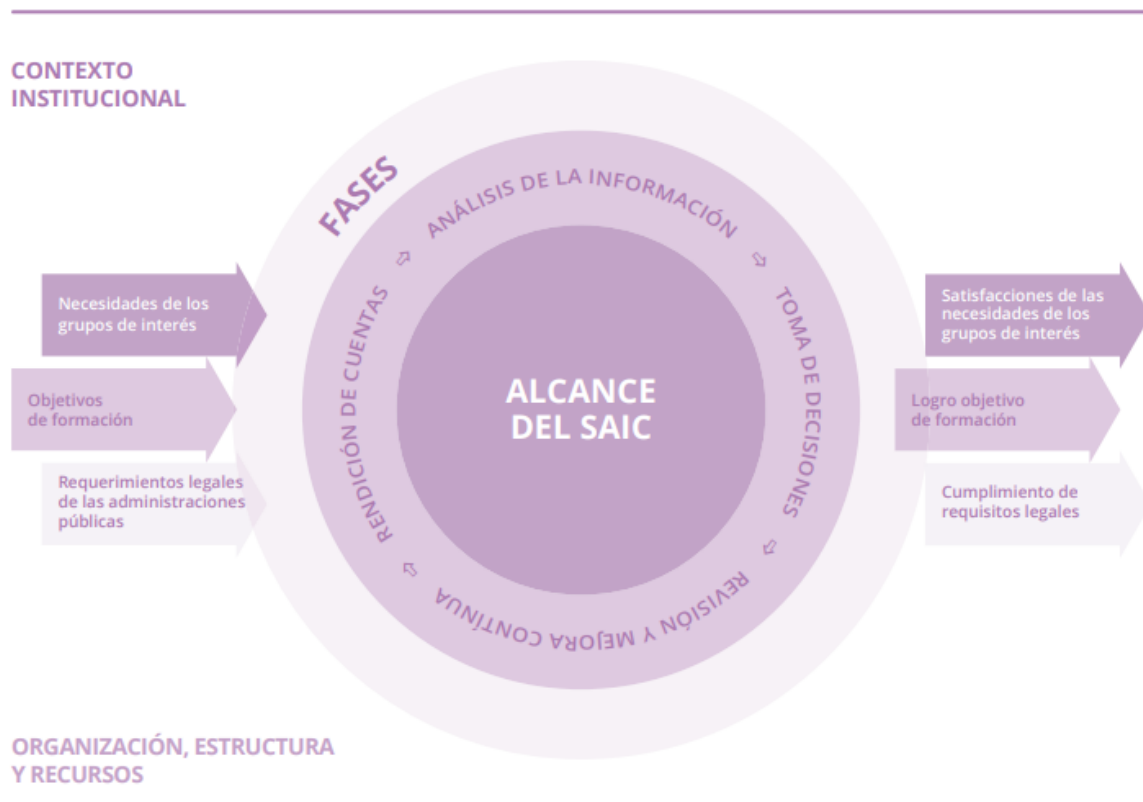 CONTEXTO
INSTITUCIONAL
FASES
ANÁLISIS DE LA INFORMACIÓN
TOMA DE DECISIONES
REVISIÓN Y MEJORA CONTÍNUA
RENDICIÓN DE CUENTAS
ALCANCE
DEL SAIC
Necesidades de los
grupos de interés
Objetivos
de formación
Requerimientos legales
de las administraciones
públicas
Satisfacciones de las
necesidades de los
grupos de interés
Logro objetivo
de formación
Cumplimiento de
requisitos legales
ORGANIZACIÓN, ESTRUCTURA
Y RECURSOS